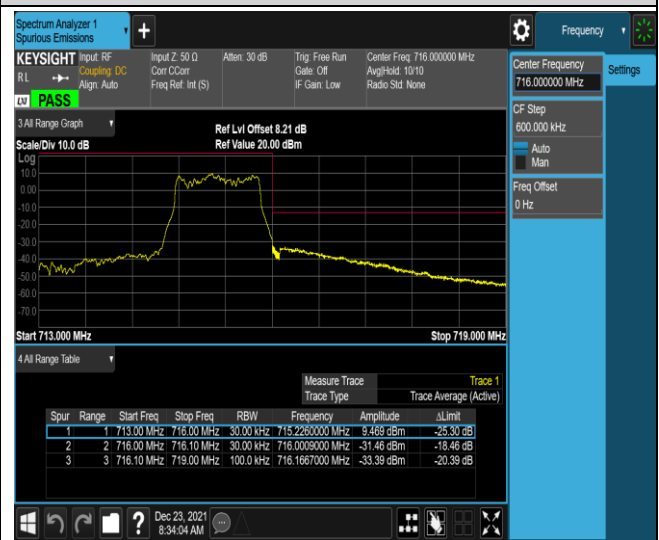 Spectrum Analyzer 1
Spurious Emissions
+
Frequency
KEYSIGHT Input: RF Input Z: 50 Ω Atten: 30 dB Trig: Free Run Center Freq: 716.000000 MHz
RL Coupling: DC Corr CCorr Gate: Off Avg|Hold: 10/10
Align: Auto Freq Ref: Int (S) IF Gain: Low Radio Std: None
LXI PASS
Center Frequency
716.000000 MHz
Settings
CF Step
600.000 kHz
Auto
Man
Freq Offset
0 Hz
3 All Range Graph
Ref Lvl Offset 8.21 dB
Scale/Div 10.0 dB Ref Value 20.00 dBm
Log
10.0
0.00
-10.0
-20.0
-30.0
-40.0
-50.0
-60.0
-70.0
Start 713.000 MHz Stop 719.000 MHz
4 All Range Table
Measure Trace Trace 1
Trace Type Trace Average (Active)
Spur Range Start Freq Stop Freq RBW Frequency Amplitude ΔLimit
1 1 713.00 MHz 716.00 MHz 30.00 kHz 715.2260000 MHz 9.469 dBm -25.30 dB
2 2 716.00 MHz 716.10 MHz 30.00 kHz 716.0009000 MHz -31.46 dBm -18.46 dB
3 3 716.10 MHz 719.00 MHz 100.0 kHz 716.1667000 MHz -33.39 dBm -20.39 dB
? Dec 23, 2021
8:34:04 AM